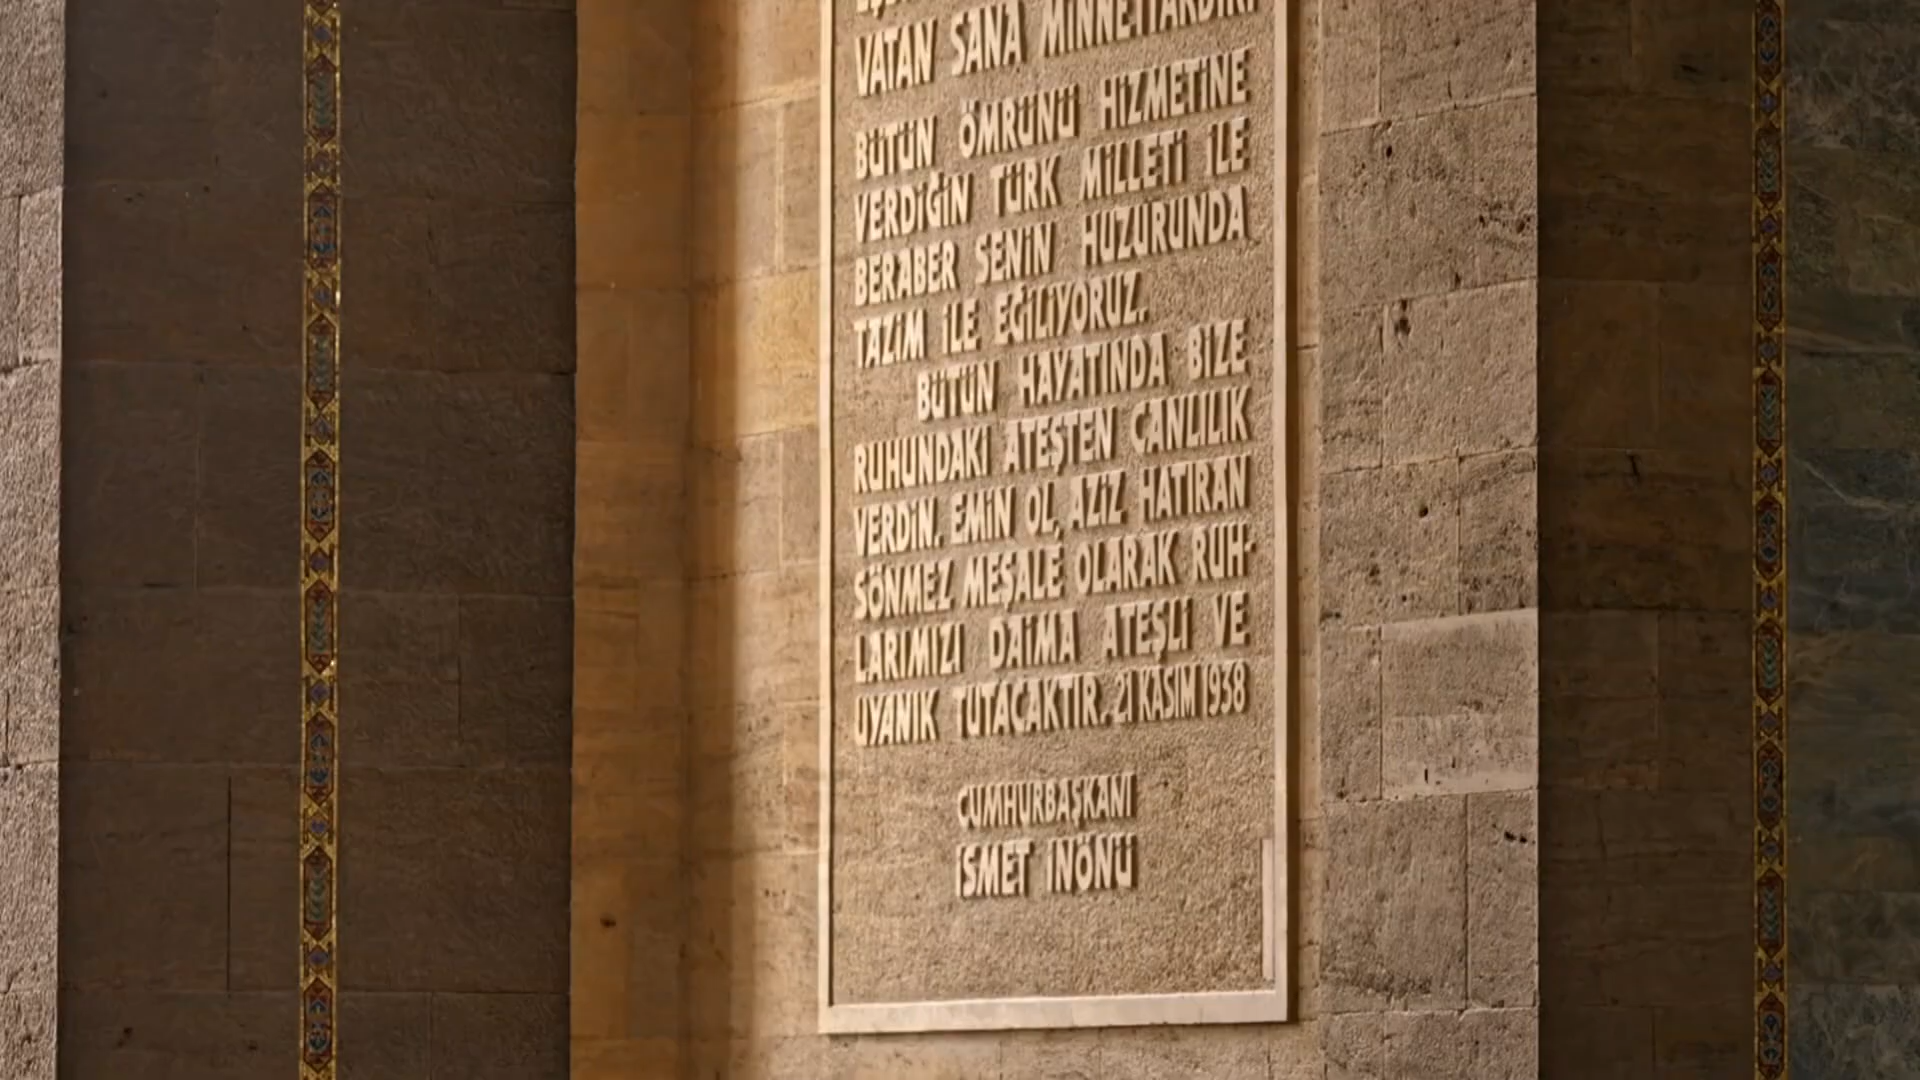 VATAN SANA MİNNETTARDIR.
BÜTÜN ÖMRÜNÜ HİZMETİNE
VERDİĞİN TÜRK MİLLETİ İLE
BERABER SENİN HUZURUNDA
TAZİM İLE EĞİLİYORUZ.
BÜTÜN HAYATINDA BİZE
RUHUNDAKİ ATEŞTEN CANLILIK
VERDİN. EMİN OL, AZİZ HATIRAN
SÖNMEZ MEŞALE OLARAK RUH-
LARIMIZI DAİMA ATEŞLİ VE
UYANIK TUTACAKTIR. 21 KASIM 1938
CUMHURBAŞKANI
İSMET İNÖNÜ